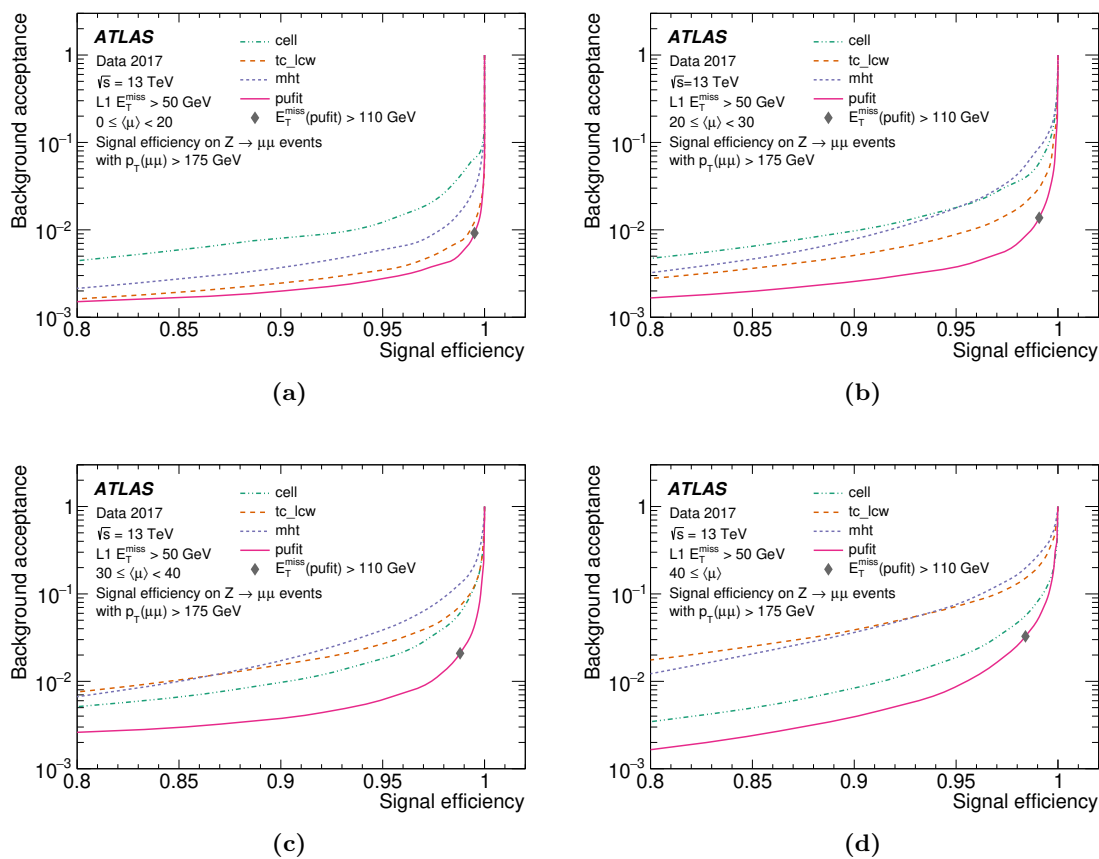 Background acceptance
ATLAS
Data 2017
√s = 13 TeV
L1 E_T^miss > 50 GeV
0 ≤ ⟨μ⟩ < 20
Signal efficiency on Z → μμ events
with p_T(μμ) > 175 GeV
cell
tc_lcw
mht
pufit
E_T^miss(pufit) > 110 GeV
1
10⁻¹
10⁻²
10⁻³
0.8 0.85 0.9 0.95 1
Signal efficiency
(a)
Background acceptance
ATLAS
Data 2017
√s=13 TeV
L1 E_T^miss > 50 GeV
20 ≤ ⟨μ⟩ < 30
Signal efficiency on Z → μμ events
with p_T(μμ) > 175 GeV
cell
tc_lcw
mht
pufit
E_T^miss(pufit) > 110 GeV
1
10⁻¹
10⁻²
10⁻³
0.8 0.85 0.9 0.95 1
Signal efficiency
(b)
Background acceptance
ATLAS
Data 2017
√s = 13 TeV
L1 E_T^miss > 50 GeV
30 ≤ ⟨μ⟩ < 40
Signal efficiency on Z → μμ events
with p_T(μμ) > 175 GeV
cell
tc_lcw
mht
pufit
E_T^miss(pufit) > 110 GeV
1
10⁻¹
10⁻²
10⁻³
0.8 0.85 0.9 0.95 1
Signal efficiency
(c)
Background acceptance
ATLAS
Data 2017
√s = 13 TeV
L1 E_T^miss > 50 GeV
40 ≤ ⟨μ⟩
Signal efficiency on Z → μμ events
with p_T(μμ) > 175 GeV
cell
tc_lcw
mht
pufit
E_T^miss(pufit) > 110 GeV
1
10⁻¹
10⁻²
10⁻³
0.8 0.85 0.9 0.95 1
Signal efficiency
(d)